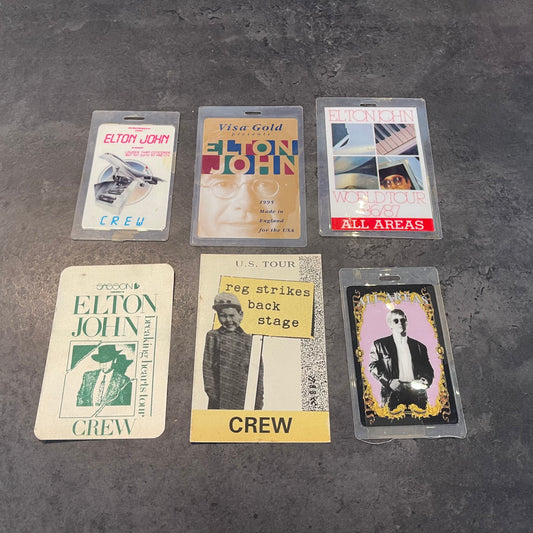 ELTON JOHN
CREW
Visa Gold
presents
ELTON
JOHN
1995
Made in
England
for the USA
ELTON JOHN
WORLD TOUR
86/87
ALL AREAS
SASSON
ELTON
JOHN
breaking hearts tour
CREW
U.S. TOUR
reg strikes
back
stage
CREW